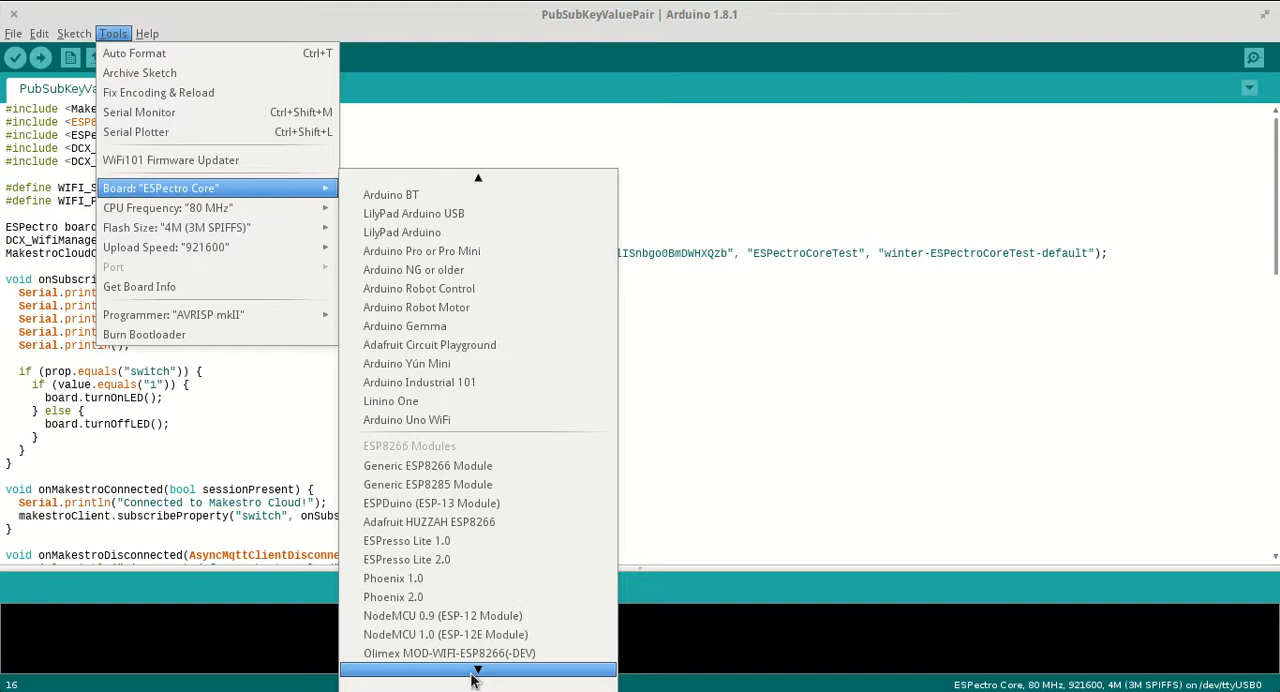 PubSubKeyValuePair | Arduino 1.8.1
File Edit Sketch Tools Help
PubSubKeyVa
Auto Format Ctrl+T
Archive Sketch
Fix Encoding & Reload
Serial Monitor Ctrl+Shift+M
Serial Plotter Ctrl+Shift+L
WiFi101 Firmware Updater
Board: "ESPectro Core"
CPU Frequency: "80 MHz"
Flash Size: "4M (3M SPIFFS)"
Upload Speed: "921600"
Port
Get Board Info
Programmer: "AVRISP mkII"
Burn Bootloader
Arduino BT
LilyPad Arduino USB
LilyPad Arduino
Arduino Pro or Pro Mini
Arduino NG or older
Arduino Robot Control
Arduino Robot Motor
Arduino Gemma
Adafruit Circuit Playground
Arduino Yún Mini
Arduino Industrial 101
Linino One
Arduino Uno WiFi
ESP8266 Modules
Generic ESP8266 Module
Generic ESP8285 Module
ESPDuino (ESP-13 Module)
Adafruit HUZZAH ESP8266
ESPresso Lite 1.0
ESPresso Lite 2.0
Phoenix 1.0
Phoenix 2.0
NodeMCU 0.9 (ESP-12 Module)
NodeMCU 1.0 (ESP-12E Module)
Olimex MOD-WIFI-ESP8266(-DEV)
#include <Make
#include <ESP8
#include <ESPe
#include <DCX_
#include <DCX_
#define WIFI_S
#define WIFI_P
ESPectro board
DCX_WifiManage
MakestroCloudC lISnbgo0BmDWHXQzb", "ESPectroCoreTest", "winter-ESPectroCoreTest-default");
void onSubscri
Serial.print
Serial.print
Serial.print
Serial.print
Serial.println();
if (prop.equals("switch")) {
if (value.equals("1")) {
board.turnOnLED();
} else {
board.turnOffLED();
}
}
}
void onMakestroConnected(bool sessionPresent) {
Serial.println("Connected to Makestro Cloud!");
makestroClient.subscribeProperty("switch", onSubs
}
void onMakestroDisconnected(AsyncMqttClientDisconne
16 ESPectro Core, 80 MHz, 921600, 4M (3M SPIFFS) on /dev/ttyUSB0